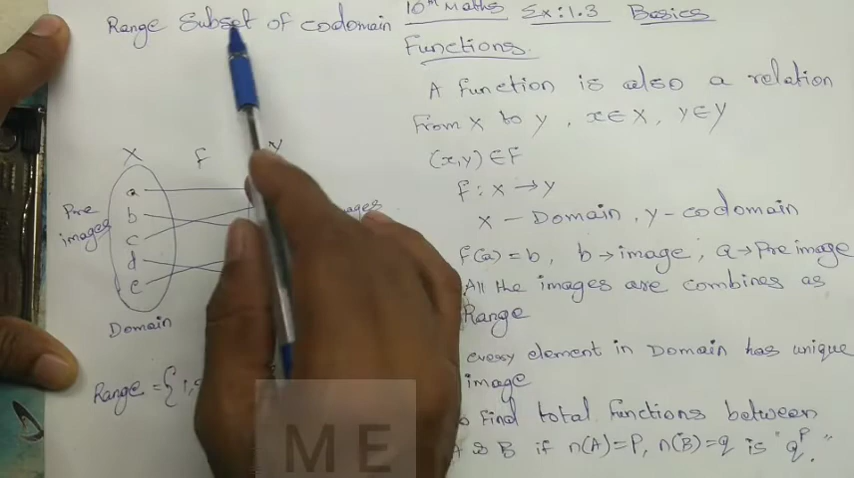 Range Subset of codomain
10th Maths Ex:1.3 Basics
Functions.
A function is also a relation
from X to Y, x∈X, y∈Y
(x,y)∈F
f: X → Y
X - Domain, Y - codomain
f(a) = b, b→image, a→Pre image
All the images are combines as
Range
every element in Domain has unique
image
find total functions between
B if n(A)=P, n(B)=q is "q^P."
X f Y
Pre
images
a
b
c
d
e
images
Domain
Range = {1,
ME